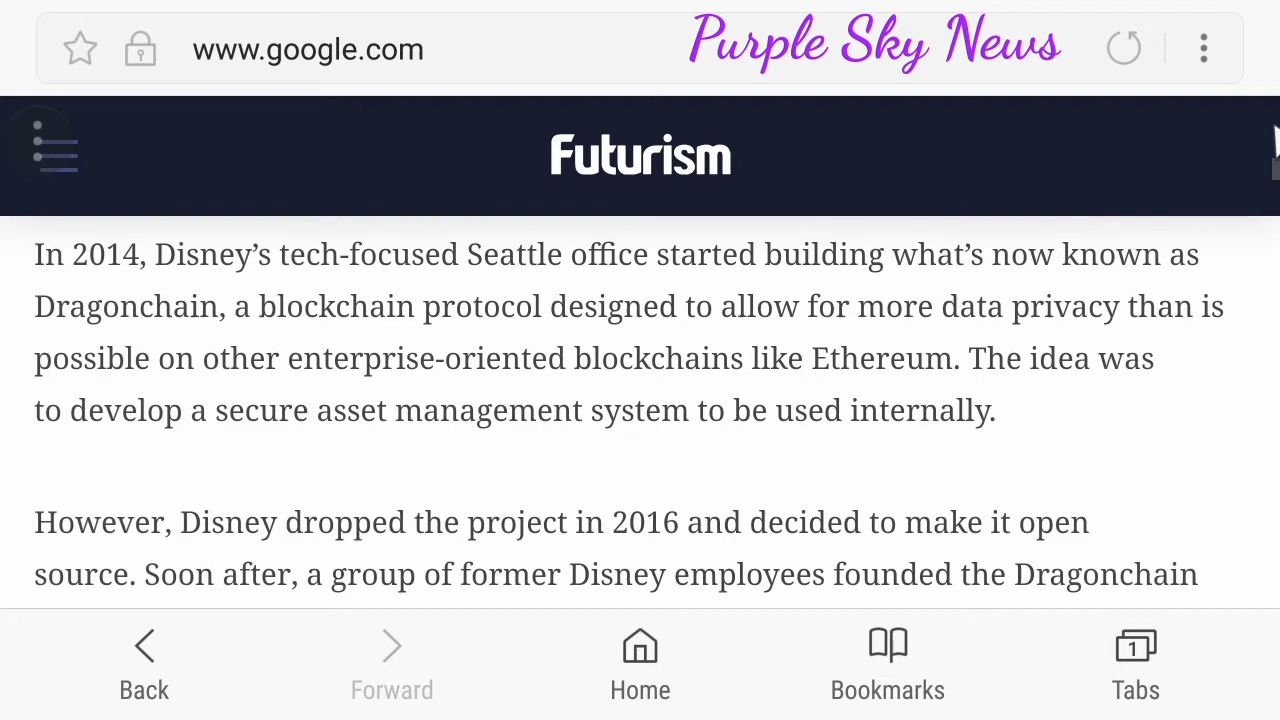 www.google.com
Purple Sky News
Futurism
In 2014, Disney’s tech-focused Seattle office started building what’s now known as
Dragonchain, a blockchain protocol designed to allow for more data privacy than is
possible on other enterprise-oriented blockchains like Ethereum. The idea was
to develop a secure asset management system to be used internally.
However, Disney dropped the project in 2016 and decided to make it open
source. Soon after, a group of former Disney employees founded the Dragonchain
Back
Forward
Home
Bookmarks
1
Tabs